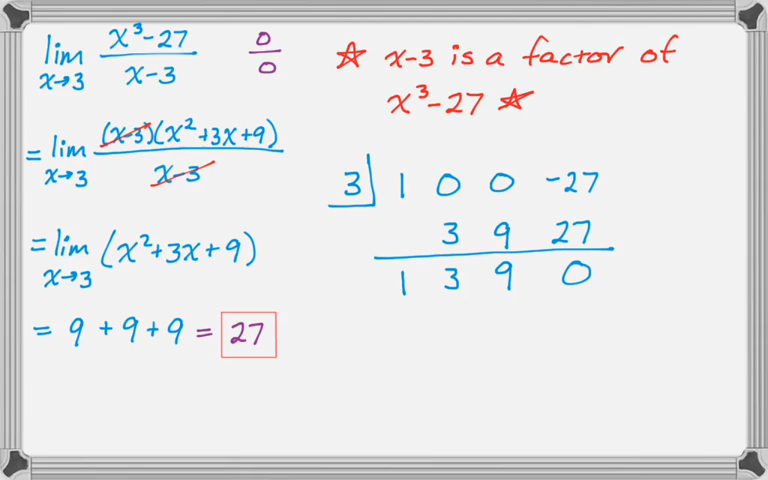 lim x→3 (x³-27)/(x-3) 0/0
= lim x→3 ((x-3)(x²+3x+9))/(x-3)
= lim x→3 (x²+3x+9)
= 9 + 9 + 9 = 27
☆ x-3 is a factor of
x³-27 ☆
3 | 1 0 0 -27
3 9 27
1 3 9 0